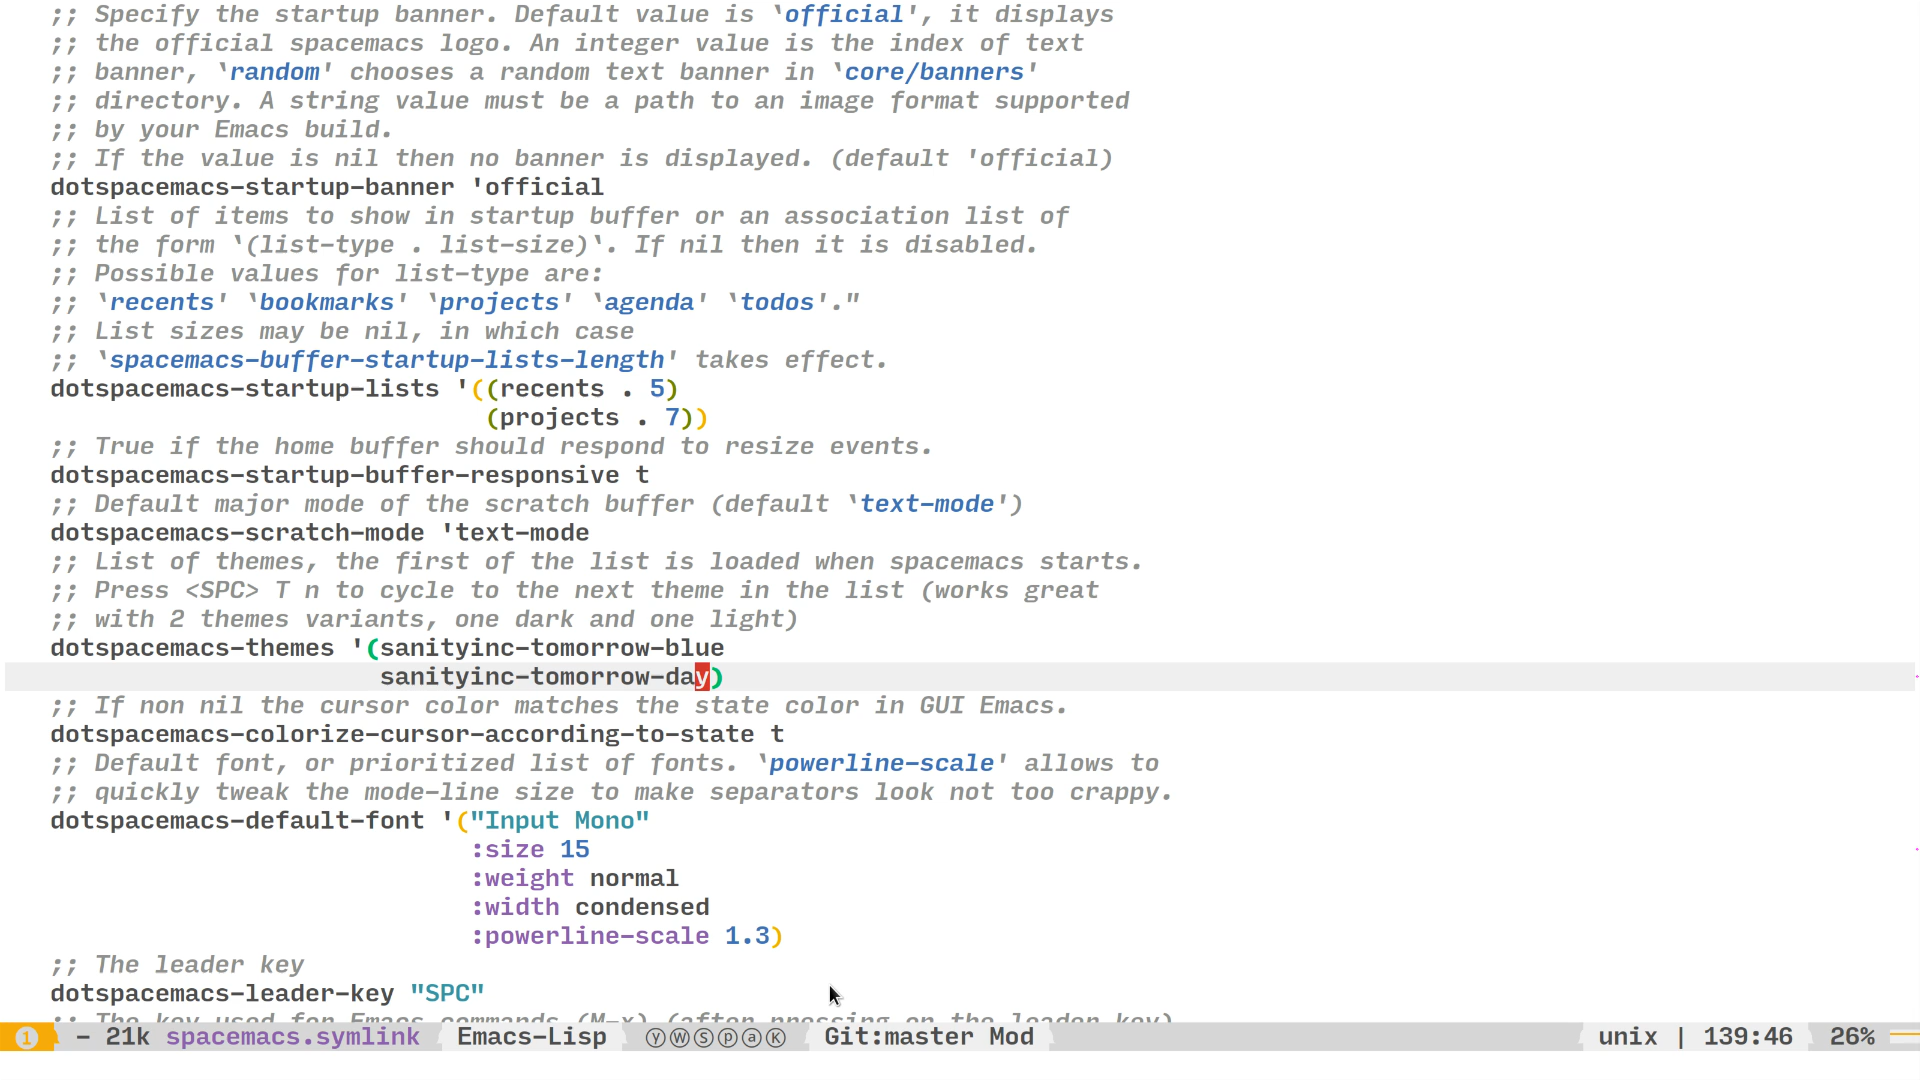 ;; Specify the startup banner. Default value is `official', it displays
;; the official spacemacs logo. An integer value is the index of text
;; banner, `random' chooses a random text banner in `core/banners'
;; directory. A string value must be a path to an image format supported
;; by your Emacs build.
;; If the value is nil then no banner is displayed. (default 'official)
dotspacemacs-startup-banner 'official
;; List of items to show in startup buffer or an association list of
;; the form `(list-type . list-size)`. If nil then it is disabled.
;; Possible values for list-type are:
;; `recents' `bookmarks' `projects' `agenda' `todos'."
;; List sizes may be nil, in which case
;; `spacemacs-buffer-startup-lists-length' takes effect.
dotspacemacs-startup-lists '((recents . 5)
(projects . 7))
;; True if the home buffer should respond to resize events.
dotspacemacs-startup-buffer-responsive t
;; Default major mode of the scratch buffer (default `text-mode')
dotspacemacs-scratch-mode 'text-mode
;; List of themes, the first of the list is loaded when spacemacs starts.
;; Press <SPC> T n to cycle to the next theme in the list (works great
;; with 2 themes variants, one dark and one light)
dotspacemacs-themes '(sanityinc-tomorrow-blue
sanityinc-tomorrow-day)
;; If non nil the cursor color matches the state color in GUI Emacs.
dotspacemacs-colorize-cursor-according-to-state t
;; Default font, or prioritized list of fonts. `powerline-scale' allows to
;; quickly tweak the mode-line size to make separators look not too crappy.
dotspacemacs-default-font '("Input Mono"
:size 15
:weight normal
:width condensed
:powerline-scale 1.3)
;; The leader key
dotspacemacs-leader-key "SPC"
;; The key used for Emacs commands (M-x) (after pressing on the leader key)
① - 21k spacemacs.symlink Emacs-Lisp ⓨⓦⓢⓟⓐⓀ Git:master Mod unix | 139:46 26%